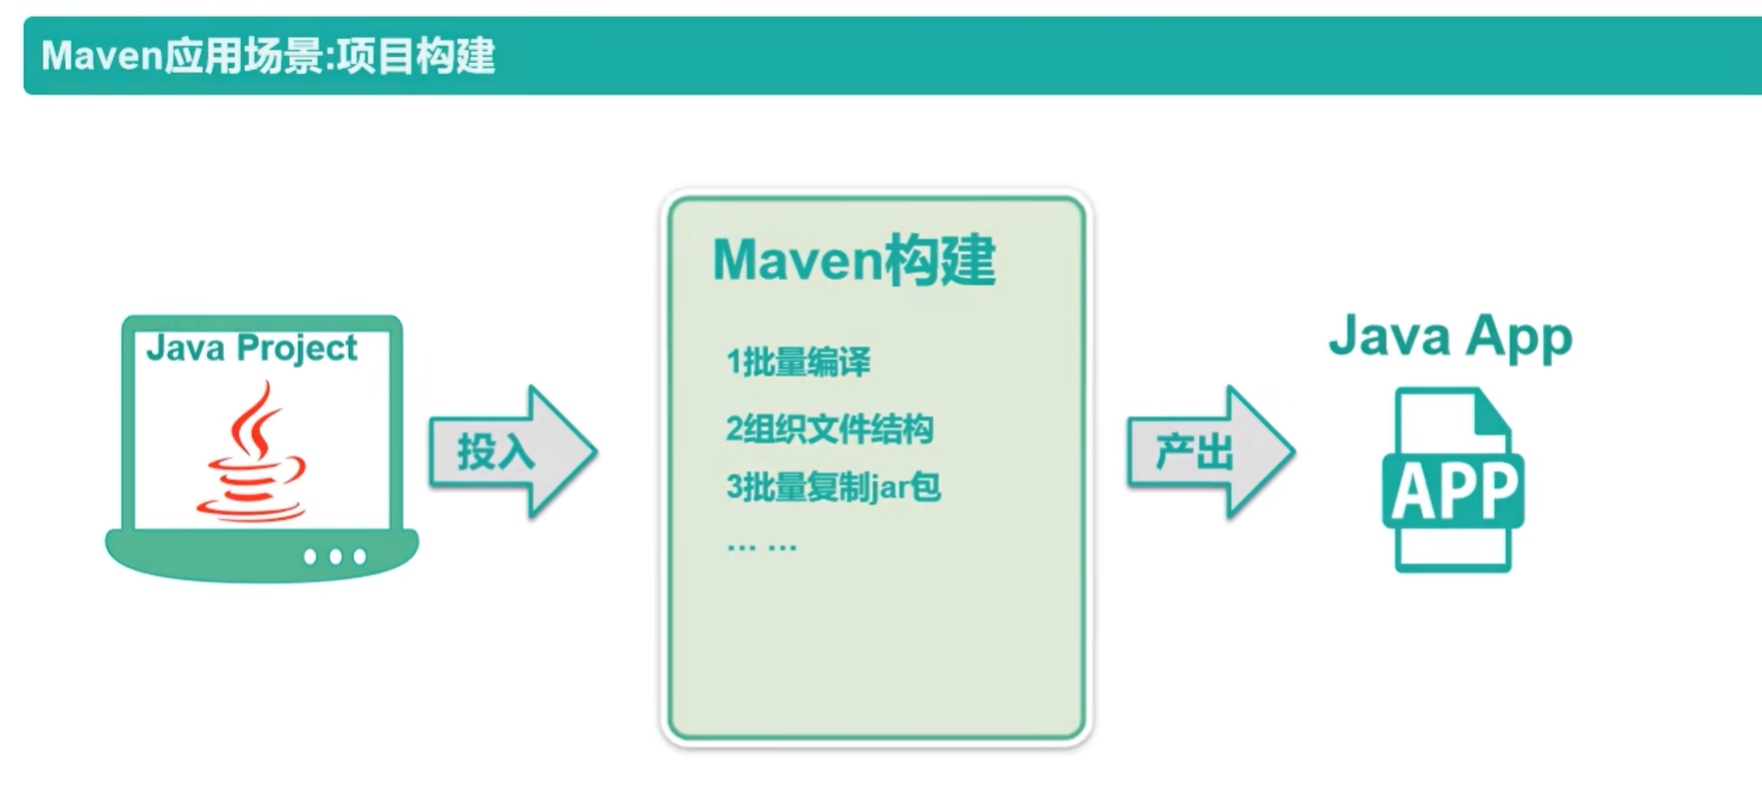 Maven应用场景:项目构建
Java Project
投入
Maven构建
1批量编译
2组织文件结构
3批量复制jar包
... ...
产出
Java App
APP